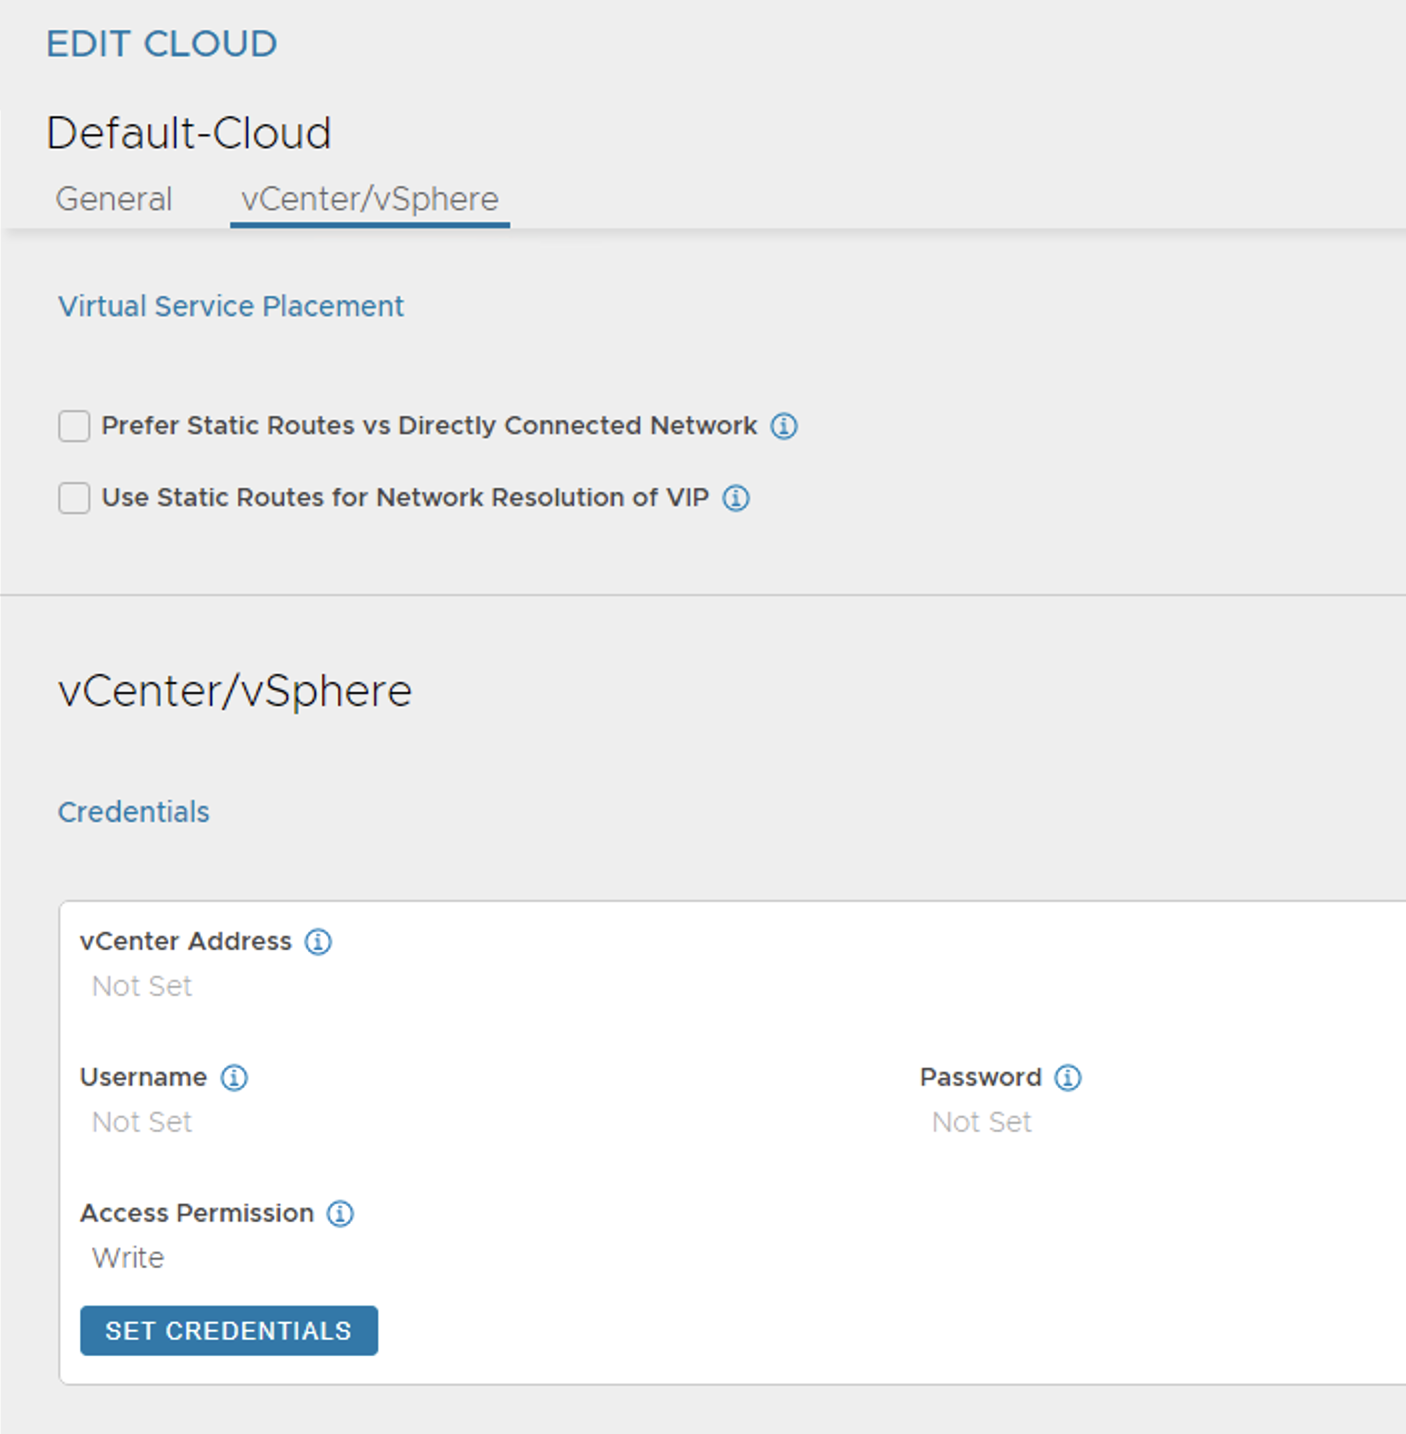 EDIT CLOUD
Default-Cloud
General vCenter/vSphere
Virtual Service Placement
Prefer Static Routes vs Directly Connected Network
Use Static Routes for Network Resolution of VIP
vCenter/vSphere
Credentials
vCenter Address
Not Set
Username Password
Not Set Not Set
Access Permission
Write
SET CREDENTIALS